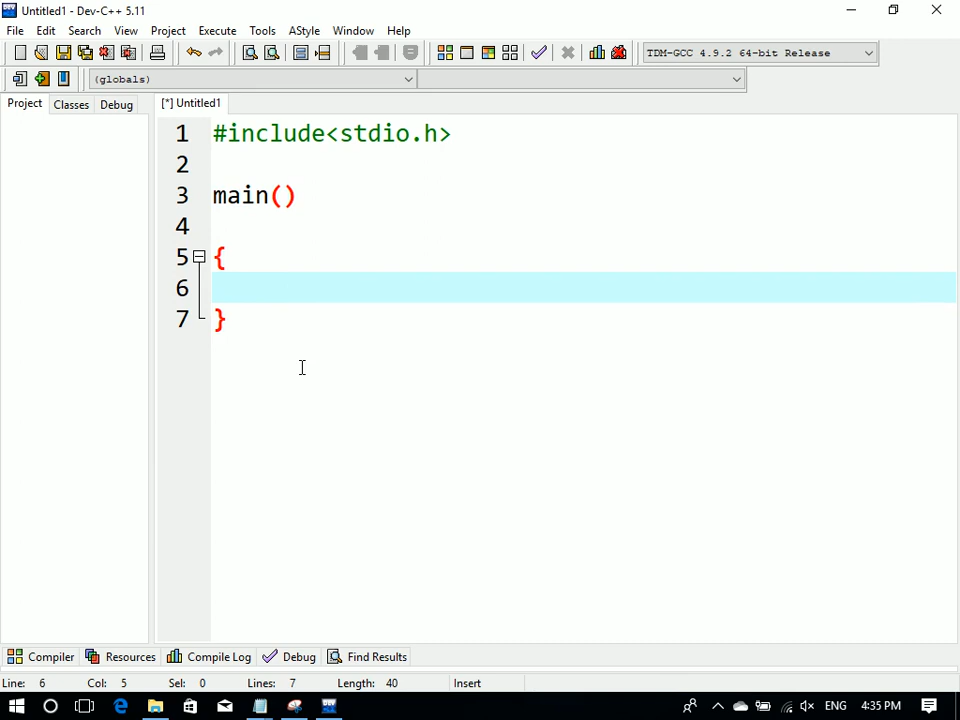 Untitled1 - Dev-C++ 5.11
File Edit Search View Project Execute Tools AStyle Window Help
TDM-GCC 4.9.2 64-bit Release
(globals)
Project Classes Debug [*] Untitled1
1 #include<stdio.h>
2
3 main()
4
5 {
6
7 }
Compiler Resources Compile Log Debug Find Results
Line: 6 Col: 5 Sel: 0 Lines: 7 Length: 40 Insert
ENG 4:35 PM